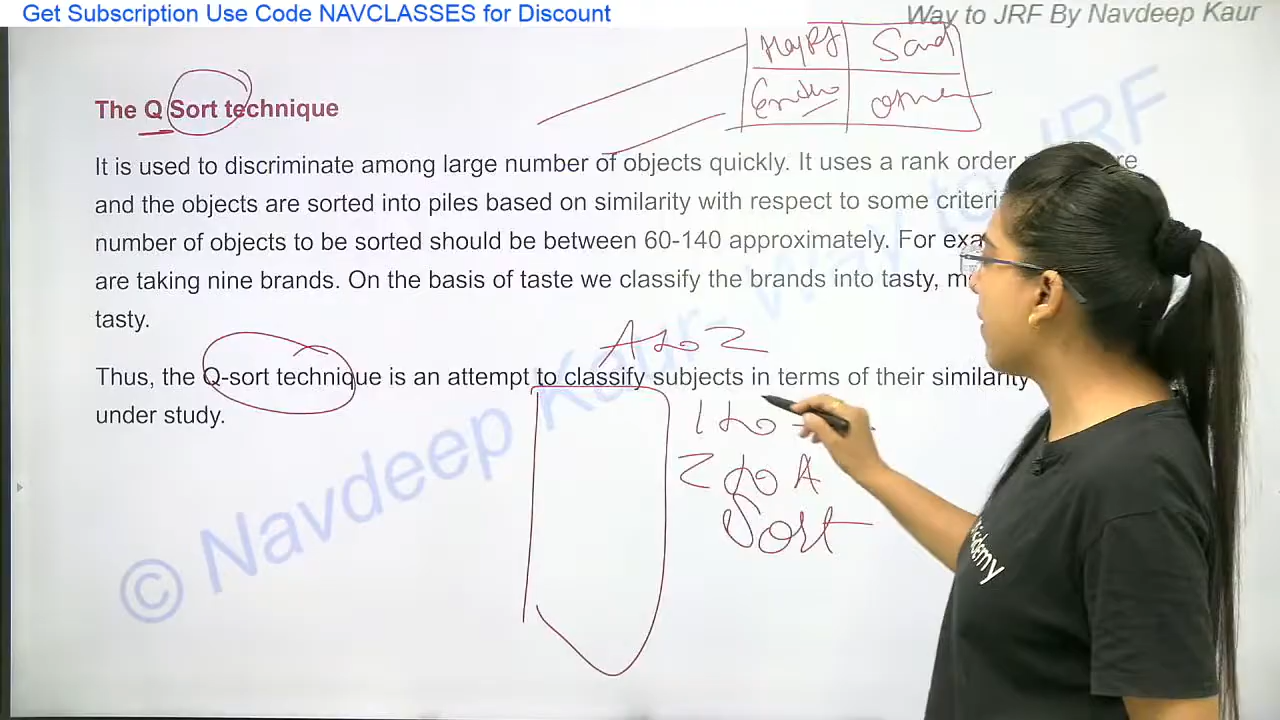 Get Subscription Use Code NAVCLASSES for Discount
Way to JRF By Navdeep Kaur
Happy Sad
The Q Sort technique
It is used to discriminate among large number of objects quickly. It uses a rank order
and the objects are sorted into piles based on similarity with respect to some criteri
number of objects to be sorted should be between 60-140 approximately. For exa
are taking nine brands. On the basis of taste we classify the brands into tasty, m
tasty.
A to Z
Thus, the Q-sort technique is an attempt to classify subjects in terms of their similarity
under study.
1 to
Z to A
Sort
© Navdeep Kaur- Way to JRF